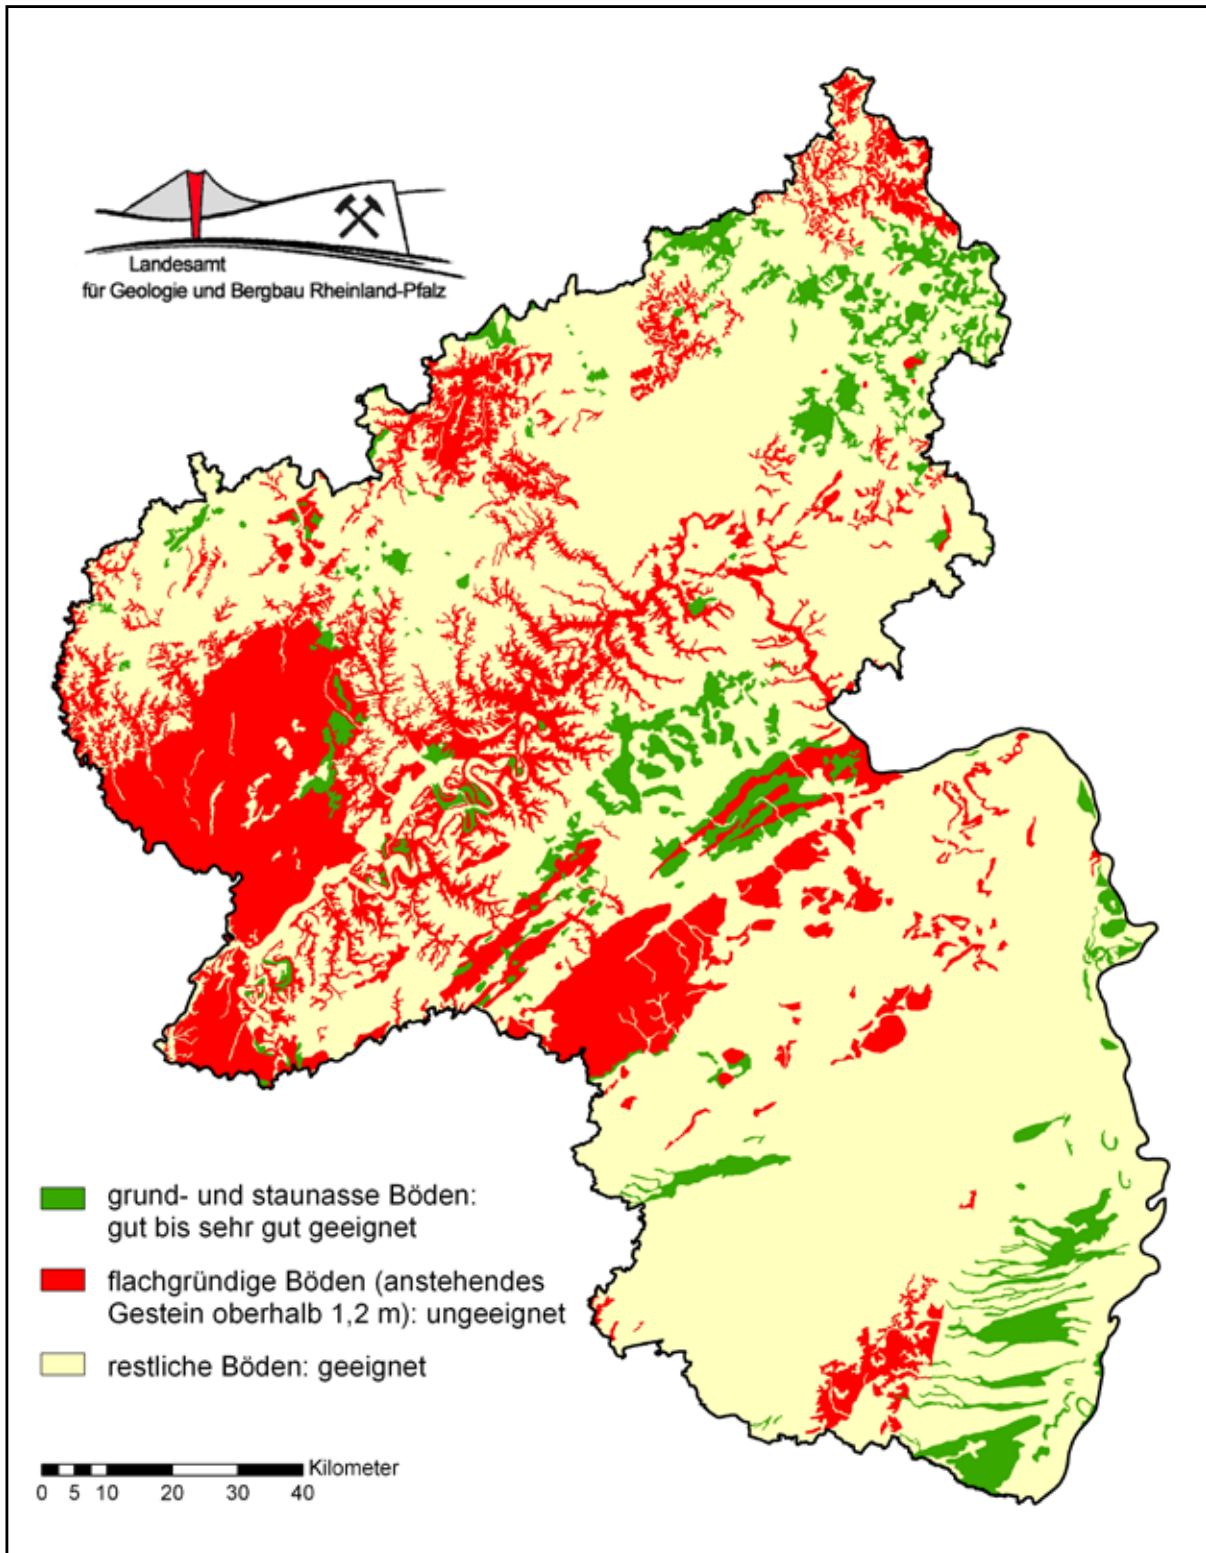 Landesamt
für Geologie und Bergbau Rheinland-Pfalz
grund- und staunasse Böden:
gut bis sehr gut geeignet
flachgründige Böden (anstehendes
Gestein oberhalb 1,2 m): ungeeignet
restliche Böden: geeignet
Kilometer
0 5 10 20 30 40